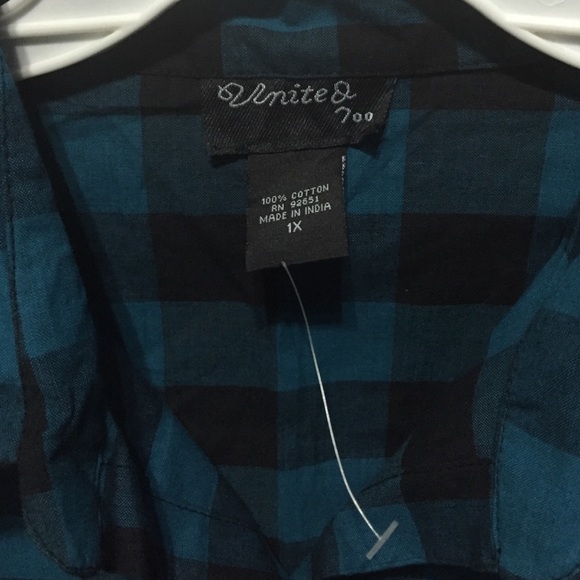 United
Too
100% COTTON
RN 92651
MADE IN INDIA
1X